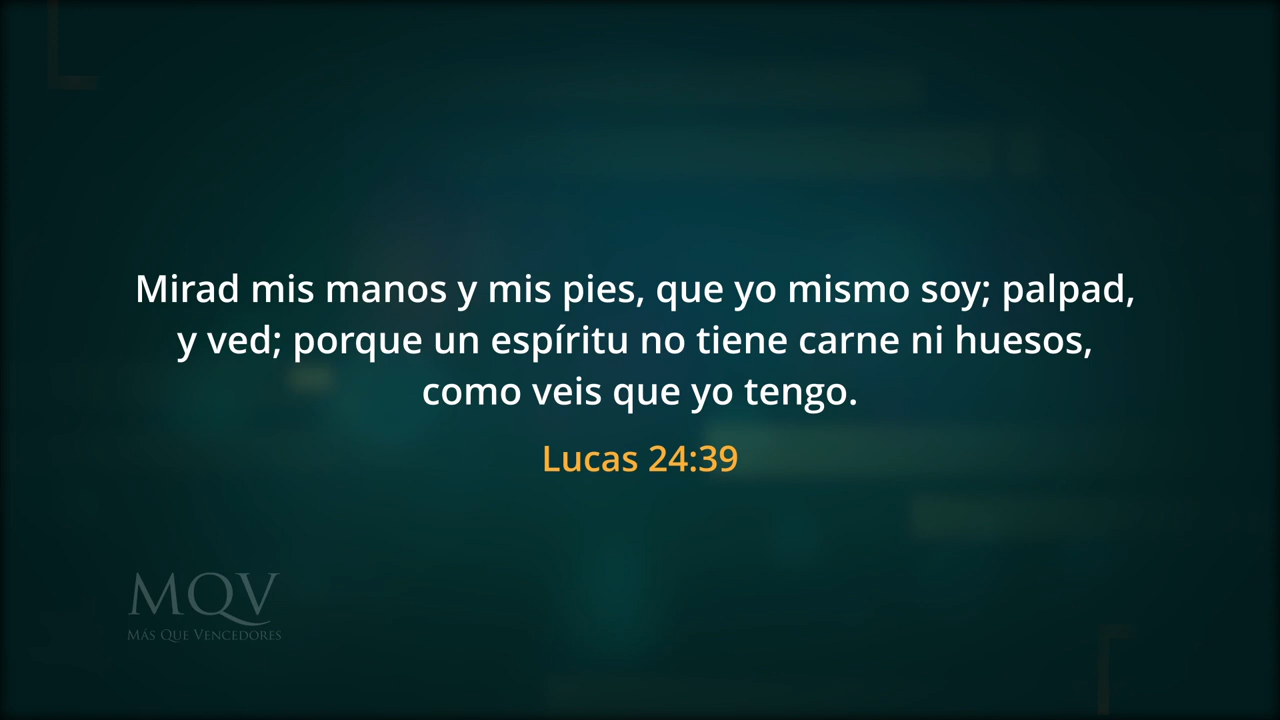 Mirad mis manos y mis pies, que yo mismo soy; palpad,
y ved; porque un espíritu no tiene carne ni huesos,
como veis que yo tengo.
Lucas 24:39
MQV
Más Que Vencedores